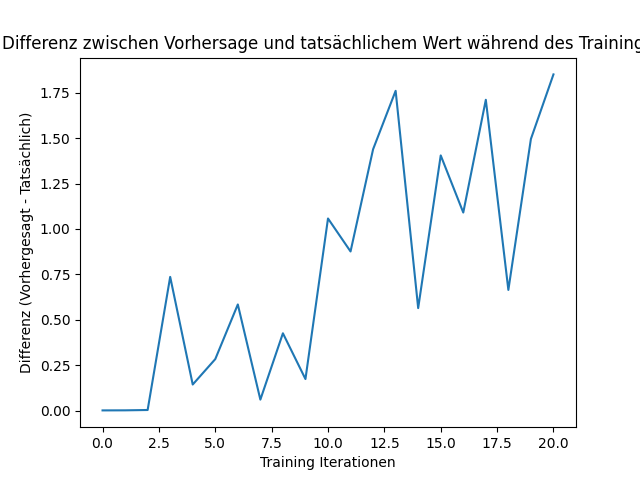 Differenz zwischen Vorhersage und tatsächlichem Wert während des Training
1.75
1.50
1.25
1.00
0.75
0.50
0.25
0.00
Differenz (Vorhergesagt - Tatsächlich)
0.0 2.5 5.0 7.5 10.0 12.5 15.0 17.5 20.0
Training Iterationen